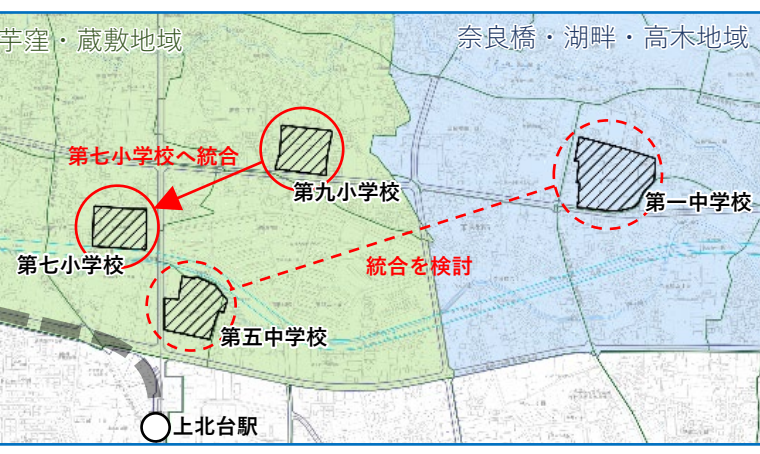 芋窪・蔵敷地域
奈良橋・湖畔・高木地域
第七小学校へ統合
第九小学校
第一中学校
第七小学校
統合を検討
第五中学校
上北台駅